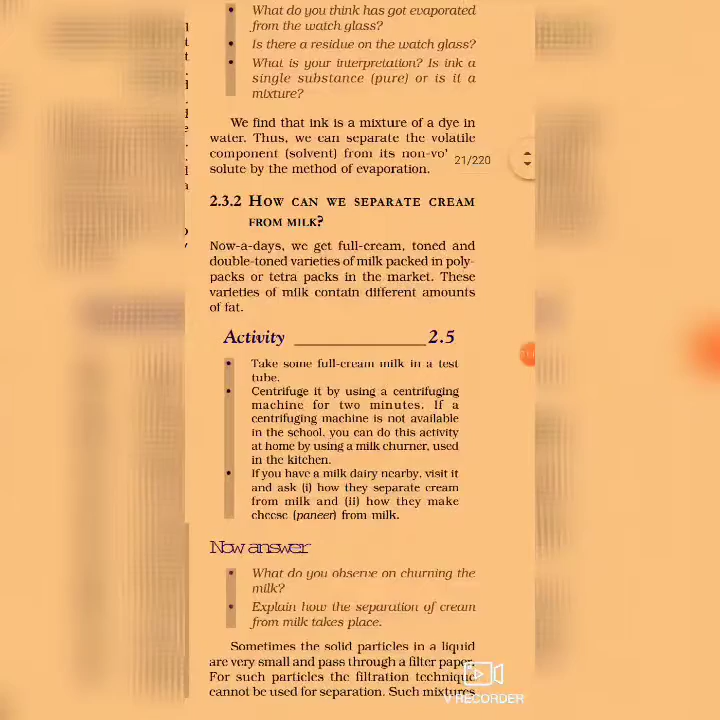 What do you think has got evaporated
from the watch glass?
• Is there a residue on the watch glass?
• What is your interpretation? Is ink a
single substance (pure) or is it a
mixture?
We find that ink is a mixture of a dye in
water. Thus, we can separate the volatile
component (solvent) from its non-vo'
21/220
solute by the method of evaporation.
2.3.2 HOW CAN WE SEPARATE CREAM
FROM MILK?
Now-a-days, we get full-cream, toned and
double-toned varieties of milk packed in poly-
packs or tetra packs in the market. These
varieties of milk contain different amounts
of fat.
Activity ______________ 2.5
• Take some full-cream milk in a test
tube.
• Centrifuge it by using a centrifuging
machine for two minutes. If a
centrifuging machine is not available
in the school, you can do this activity
at home by using a milk churner, used
in the kitchen.
• If you have a milk dairy nearby, visit it
and ask (i) how they separate cream
from milk and (ii) how they make
cheese (paneer) from milk.
Now answer
• What do you observe on churning the
milk?
• Explain how the separation of cream
from milk takes place.
Sometimes the solid particles in a liquid
are very small and pass through a filter paper.
For such particles the filtration technique
cannot be used for separation. Such mixtures
V RECORDER